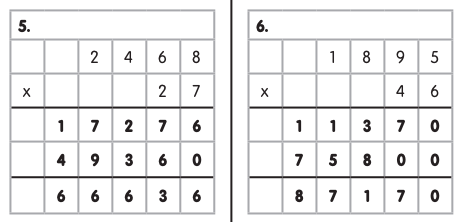 5.
2 4 6 8
x 2 7
1 7 2 7 6
4 9 3 6 0
6 6 6 3 6
6.
1 8 9 5
x 4 6
1 1 3 7 0
7 5 8 0 0
8 7 1 7 0